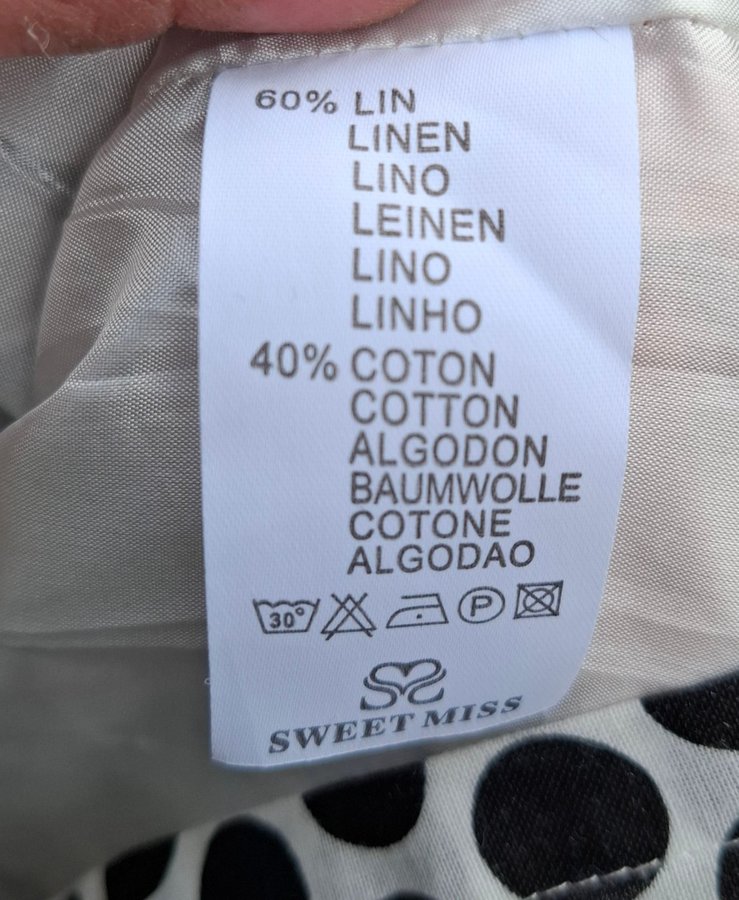 60% LIN
LINEN
LINO
LEINEN
LINO
LINHO
40% COTON
COTTON
ALGODON
BAUMWOLLE
COTONE
ALGODAO
30° P
SWEET MISS